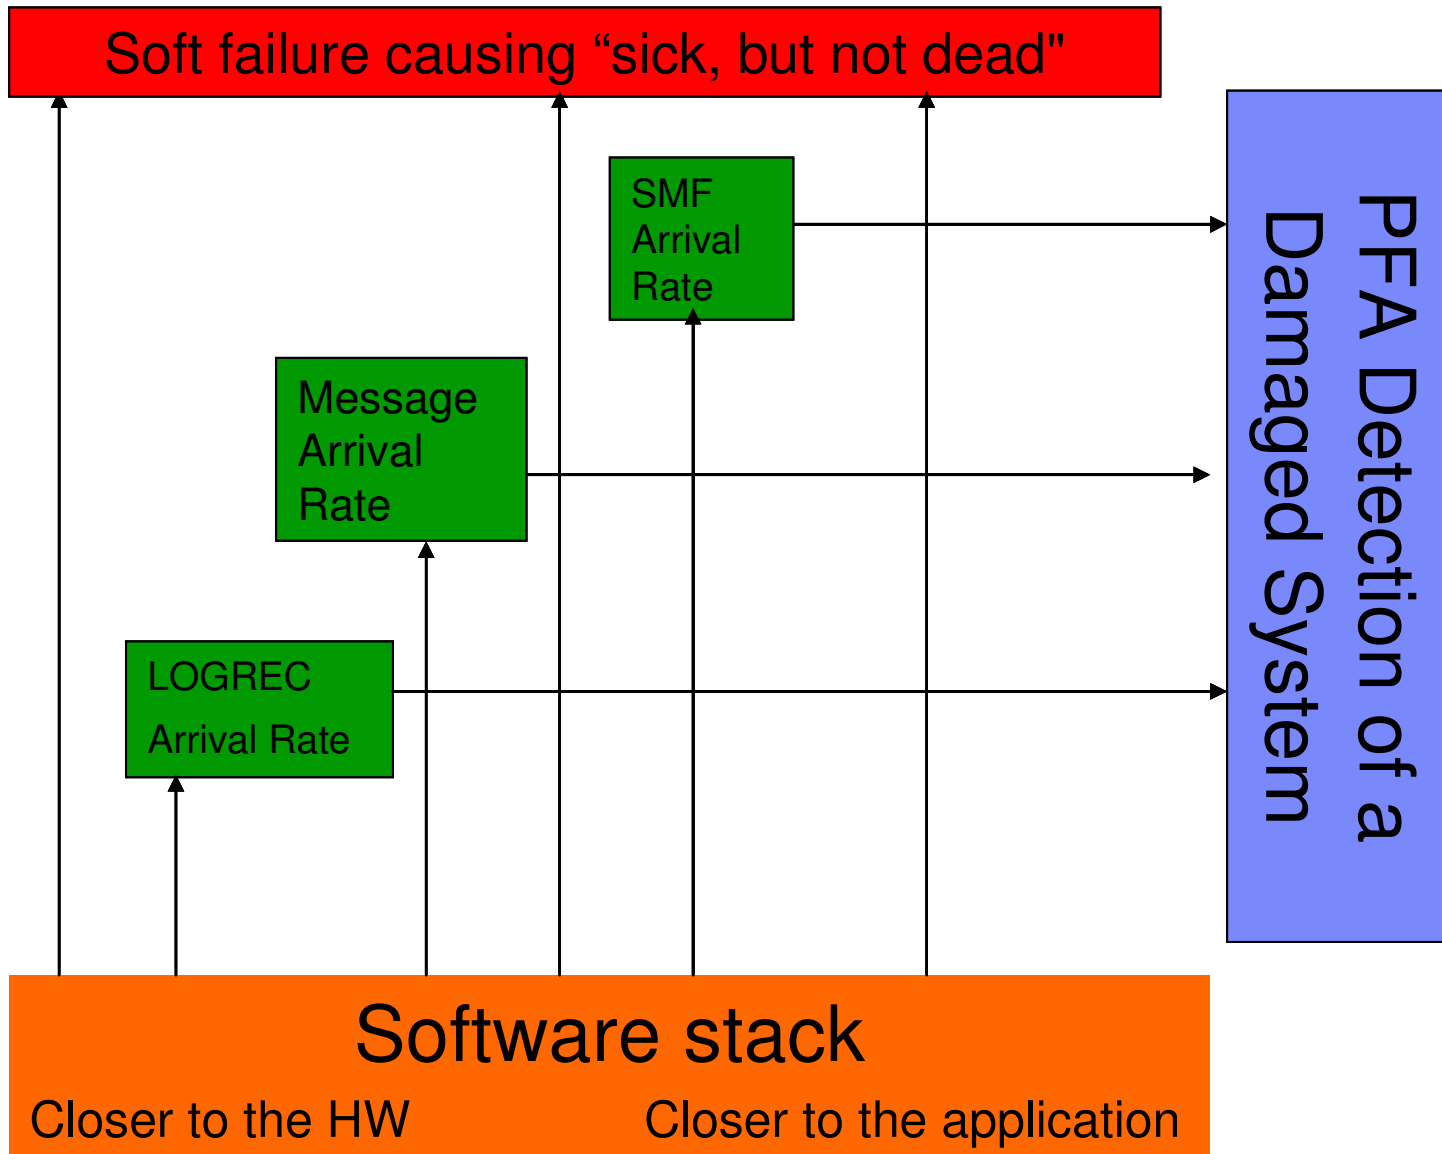 Soft failure causing “sick, but not dead"
SMF
Arrival
Rate
Message
Arrival
Rate
LOGREC
Arrival Rate
PFA Detection of a
Damaged System
Software stack
Closer to the HW
Closer to the application